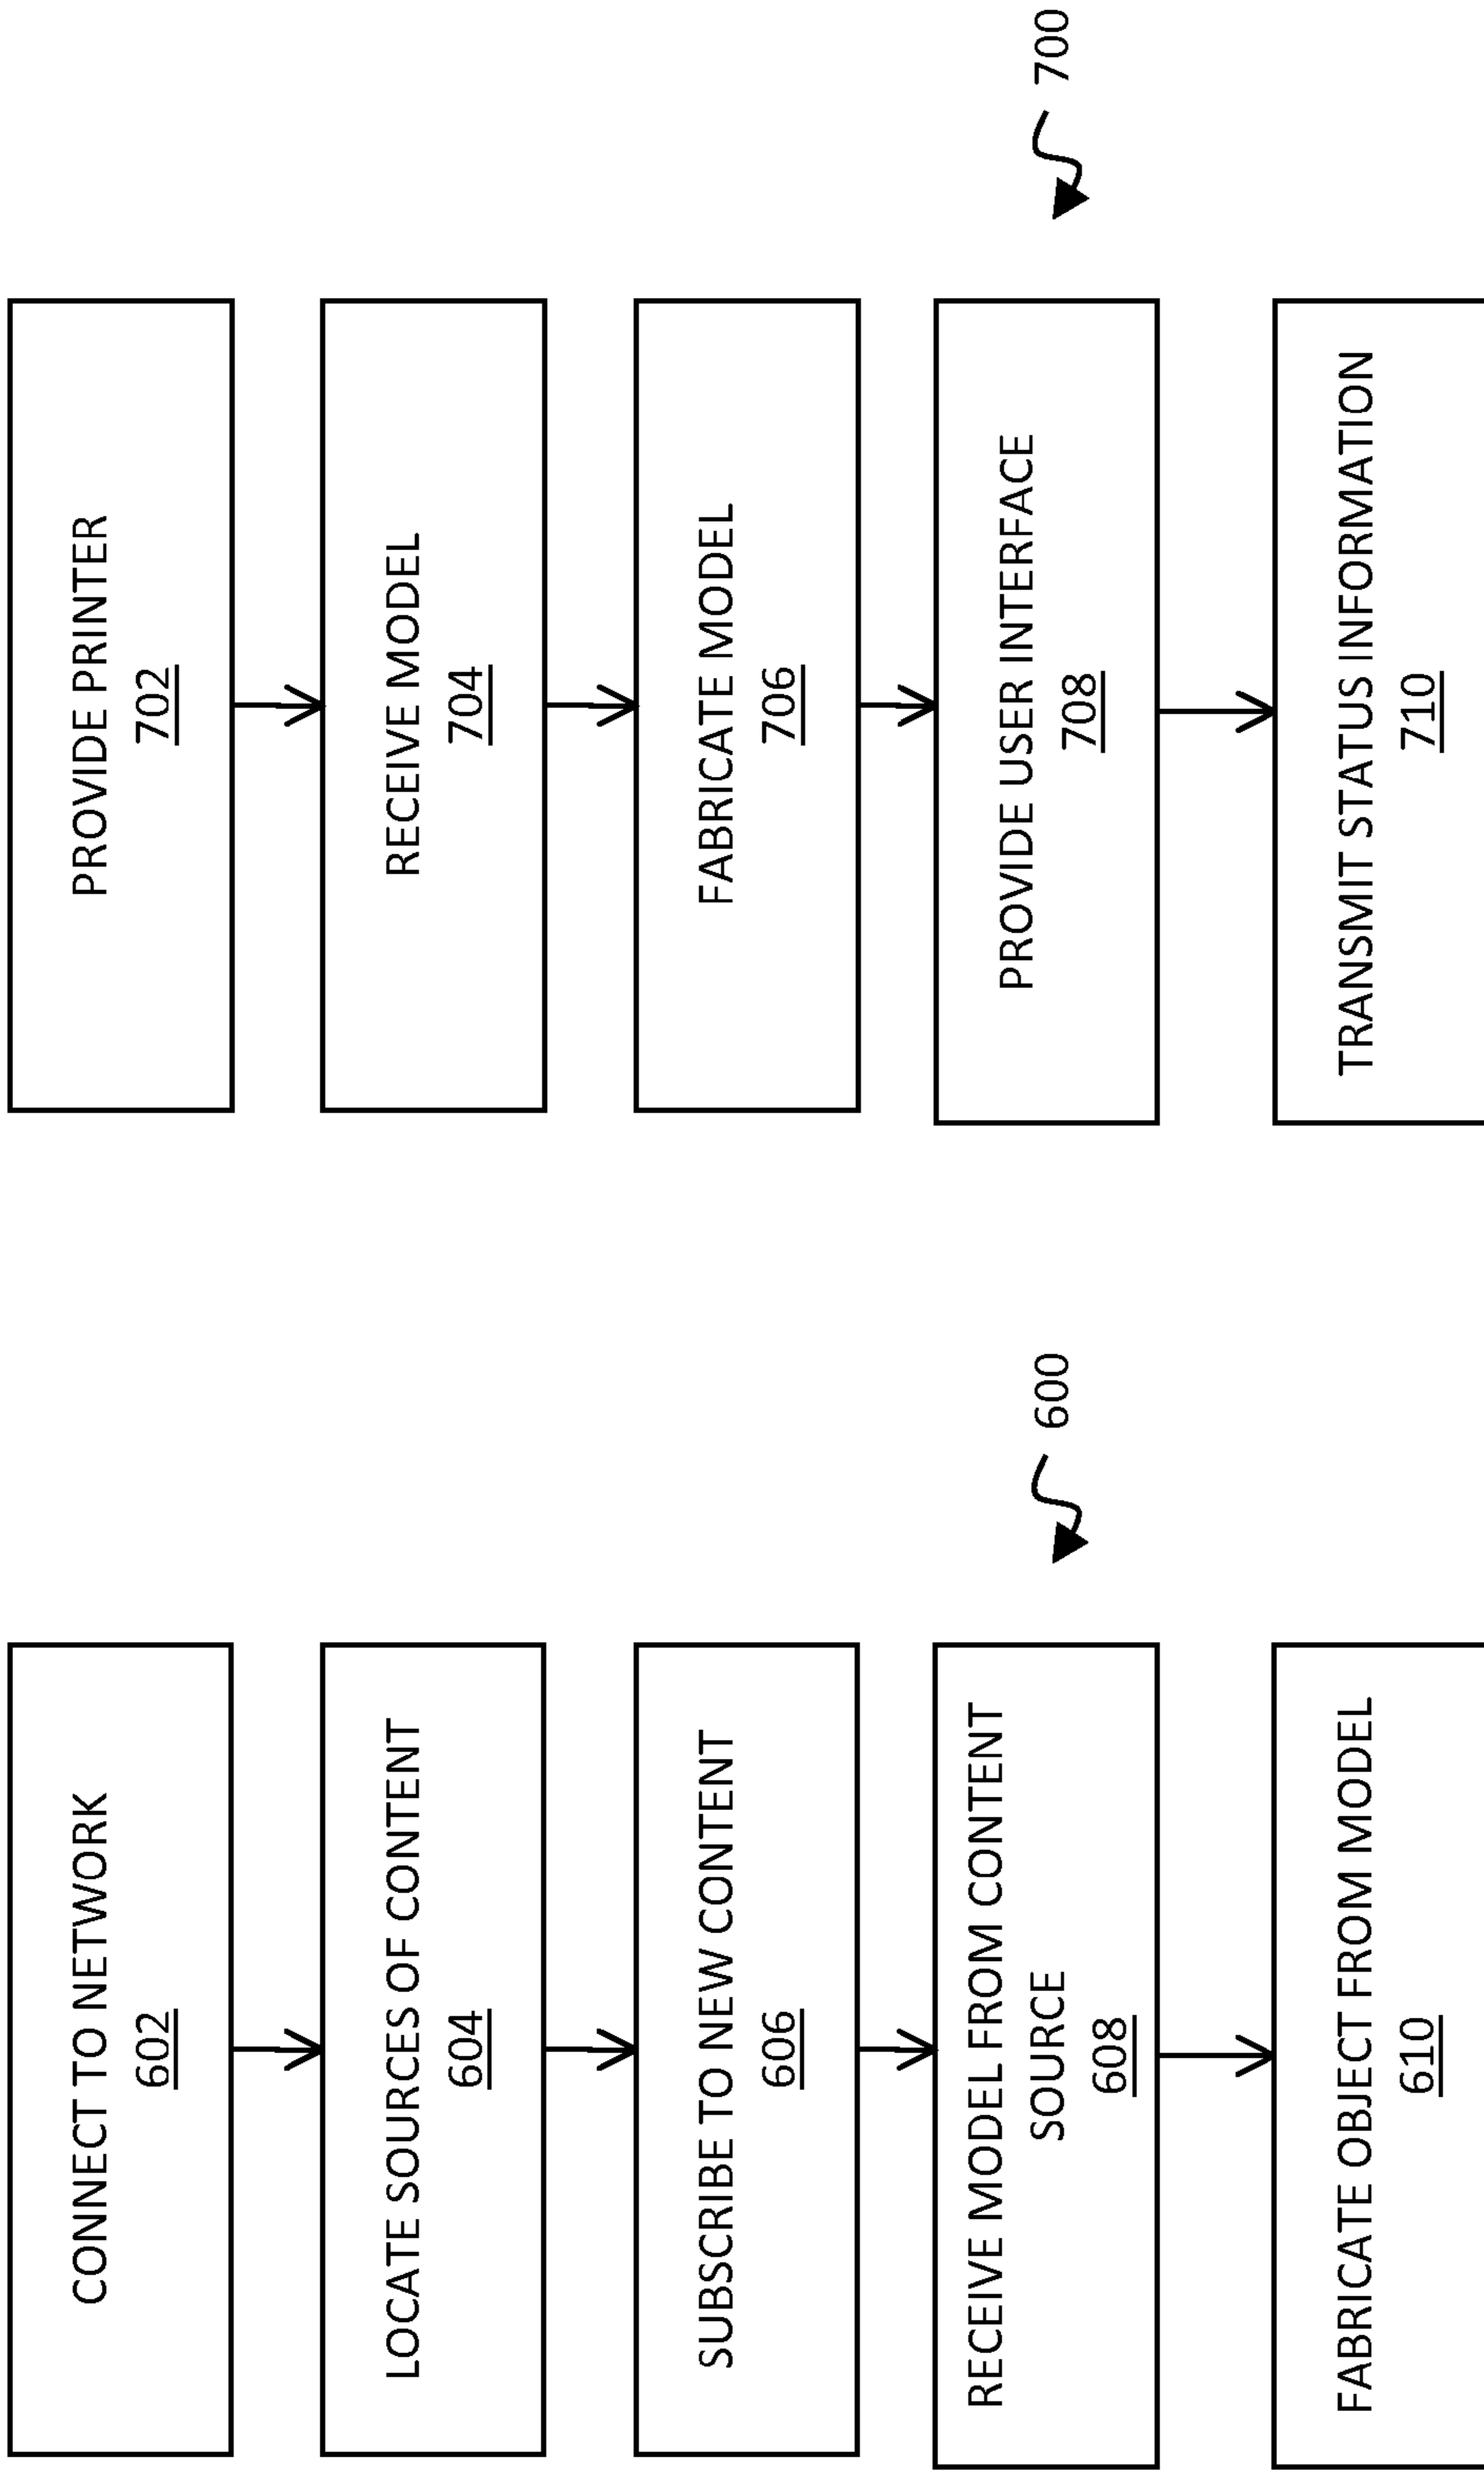 CONNECT TO NETWORK
602
LOCATE SOURCES OF CONTENT
604
SUBSCRIBE TO NEW CONTENT
606
RECEIVE MODEL FROM CONTENT
SOURCE
608
FABRICATE OBJECT FROM MODEL
610
600
PROVIDE PRINTER
702
RECEIVE MODEL
704
FABRICATE MODEL
706
PROVIDE USER INTERFACE
708
TRANSMIT STATUS INFORMATION
710
700